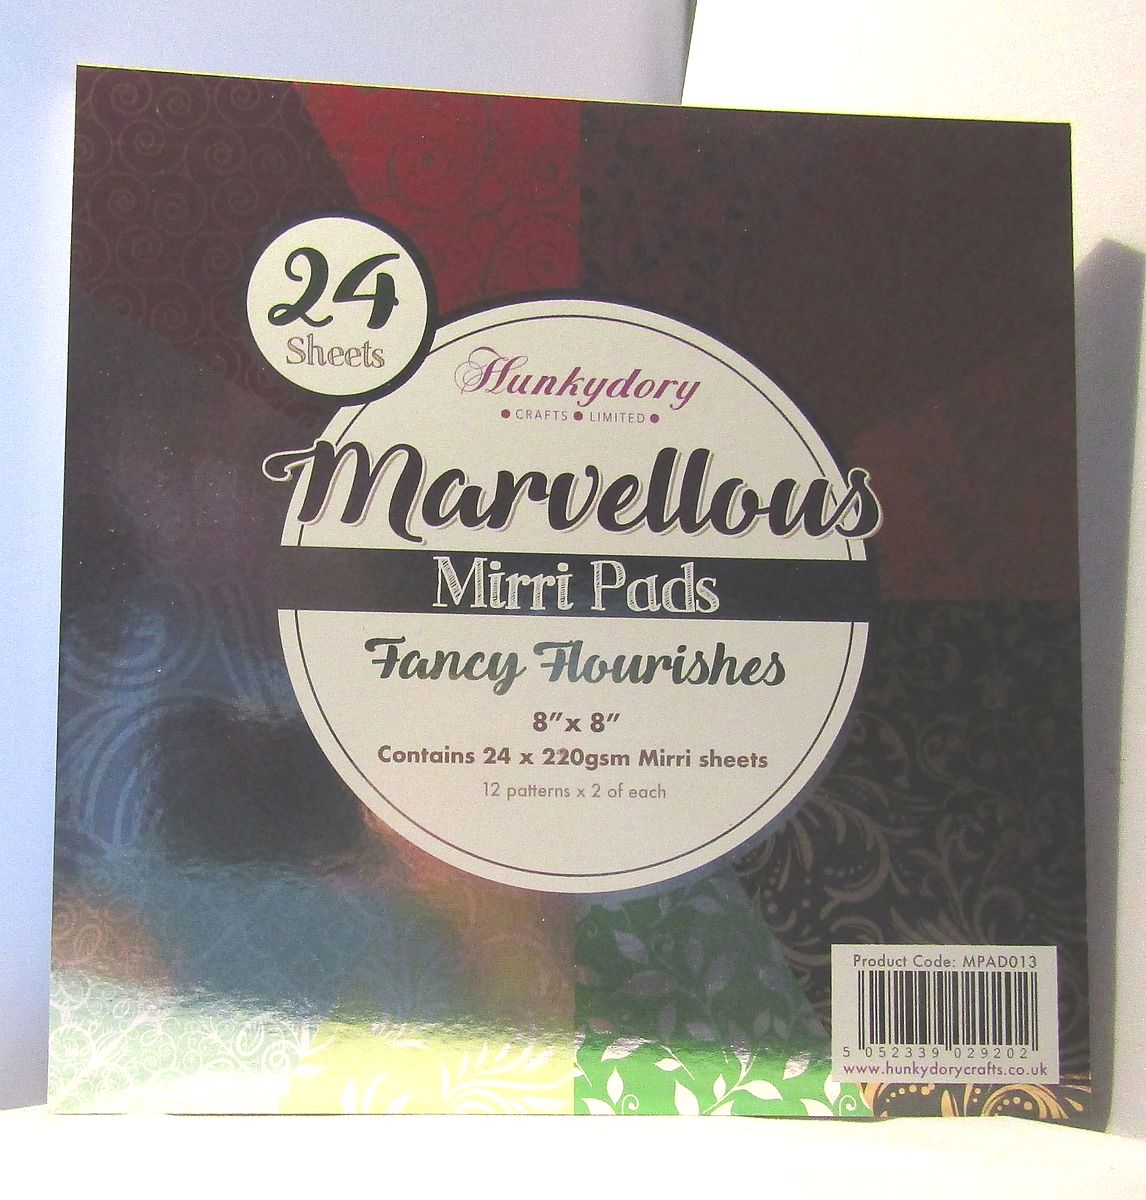 24
Sheets
Hunkydory
• CRAFTS • LIMITED •
Marvellous
Mirri Pads
Fancy Flourishes
8” x 8”
Contains 24 x 220gsm Mirri sheets
12 patterns x 2 of each
Product Code: MPAD013
5 052339 029202
www.hunkydorycrafts.co.uk